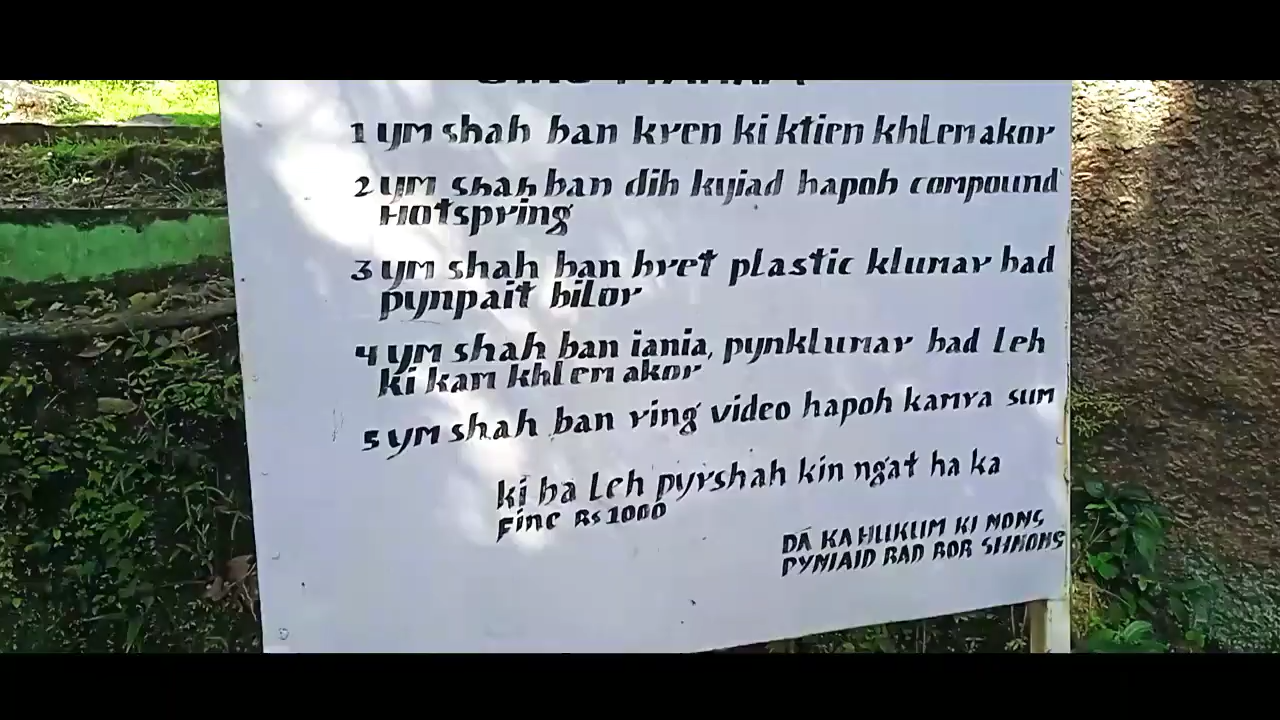 1 ym shah ban kren ki ktien khlem akor
2 ym shah ban dih kyiad hapoh compound
Hotspring
3 ym shah ban bret plastic klumar bad
pynpait bilor
4 ym shah ban iania, pynklumar bad Leh
ki kam khlem akor
5 ym shah ban ring video hapoh kamra sum
ki ba Leh pyrshah kin ngat ha ka
Fine Rs 1000
DA KA HUKUM KI NONG
PYNIAID BAD BOR SHNONG